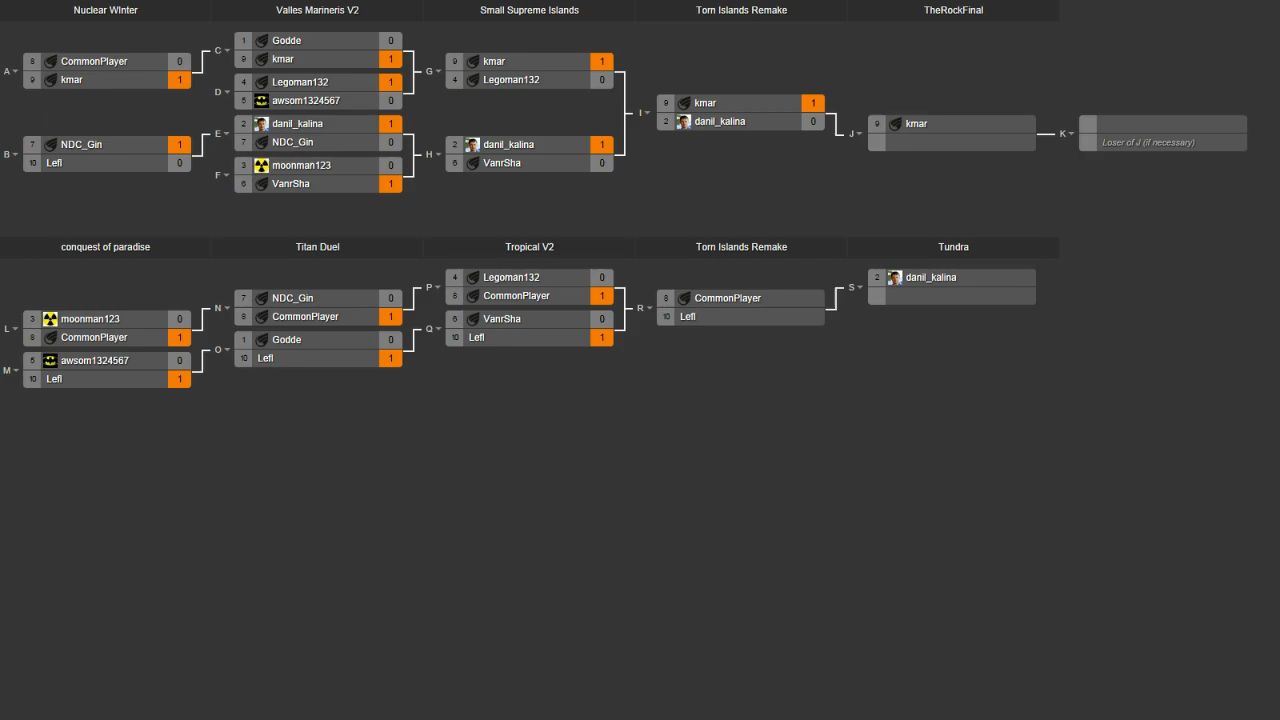 Nuclear WInter
Valles Marineris V2
Small Supreme Islands
Torn Islands Remake
TheRockFinal
A
8 CommonPlayer 0
9 kmar 1
B
7 NDC_Gin 1
10 Lefl 0
C
1 Godde 0
9 kmar 1
D
4 Legoman132 1
5 awsom1324567 0
E
2 danil_kalina 1
7 NDC_Gin 0
F
3 moonman123 0
6 VanrSha 1
G
9 kmar 1
4 Legoman132 0
H
2 danil_kalina 1
6 VanrSha 0
I
9 kmar 1
2 danil_kalina 0
J
9 kmar
K
Loser of J (if necessary)
conquest of paradise
Titan Duel
Tropical V2
Torn Islands Remake
Tundra
L
3 moonman123 0
8 CommonPlayer 1
M
5 awsom1324567 0
10 Lefl 1
N
7 NDC_Gin 0
8 CommonPlayer 1
O
1 Godde 0
10 Lefl 1
P
4 Legoman132 0
8 CommonPlayer 1
Q
6 VanrSha 0
10 Lefl 1
R
8 CommonPlayer
10 Lefl
S
2 danil_kalina